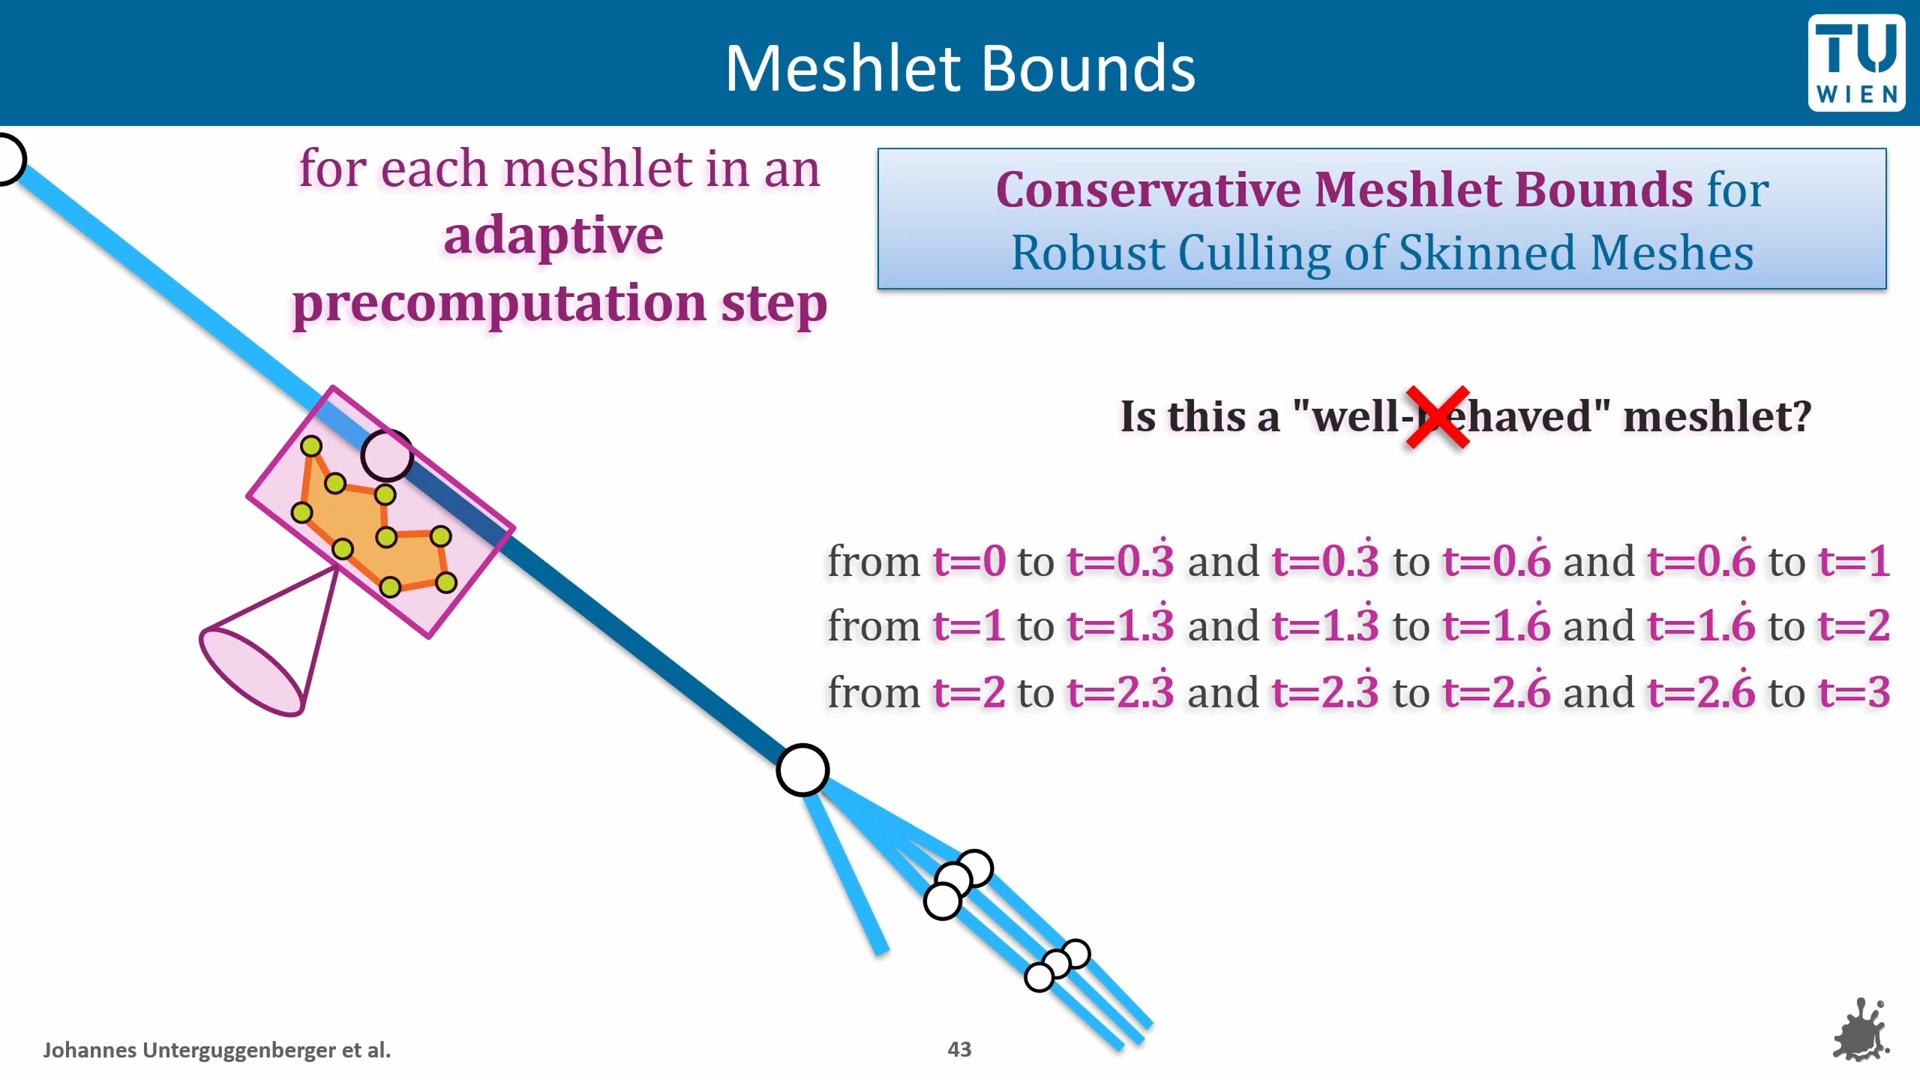 Meshlet Bounds
TU
WIEN
for each meshlet in an
adaptive
precomputation step
Conservative Meshlet Bounds for
Robust Culling of Skinned Meshes
Is this a "well-behaved" meshlet?
from t=0 to t=0.3̇ and t=0.3̇ to t=0.6̇ and t=0.6̇ to t=1
from t=1 to t=1.3̇ and t=1.3̇ to t=1.6̇ and t=1.6̇ to t=2
from t=2 to t=2.3̇ and t=2.3̇ to t=2.6̇ and t=2.6̇ to t=3
Johannes Unterguggenberger et al.
43